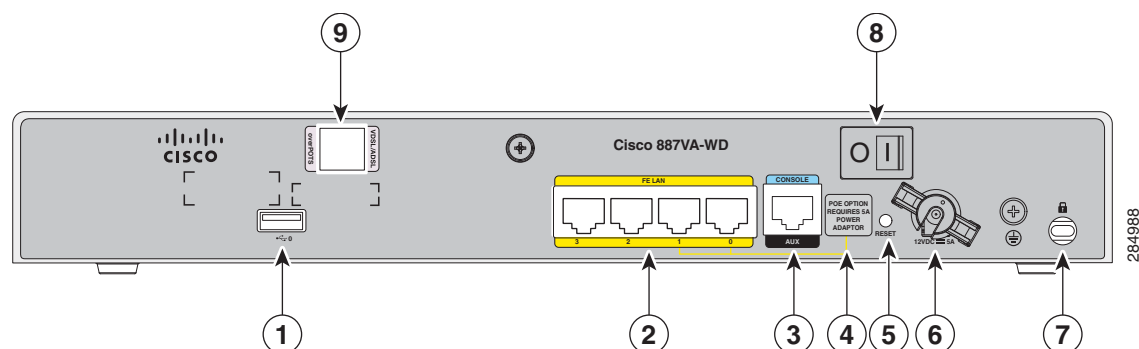 9
8
VDSL/ADSL
overPOTS
CISCO
Cisco 887VA-WD
O I
FE LAN
CONSOLE
POE OPTION
REQUIRES 5A
POWER
ADAPTOR
0
3 2 1 0
AUX
RESET
12VDC 5A
284988
1 2 3 4 5 6 7